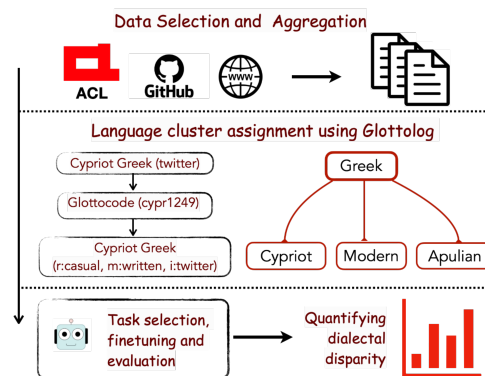 Data Selection and Aggregation
ACL
GitHub
WWW
Language cluster assignment using Glottolog
Cypriot Greek (twitter)
Glottocode (cypr1249)
Cypriot Greek
(r:casual, m:written, i:twitter)
Greek
Cypriot
Modern
Apulian
Task selection,
finetuning and
evaluation
Quantifying
dialectal
disparity